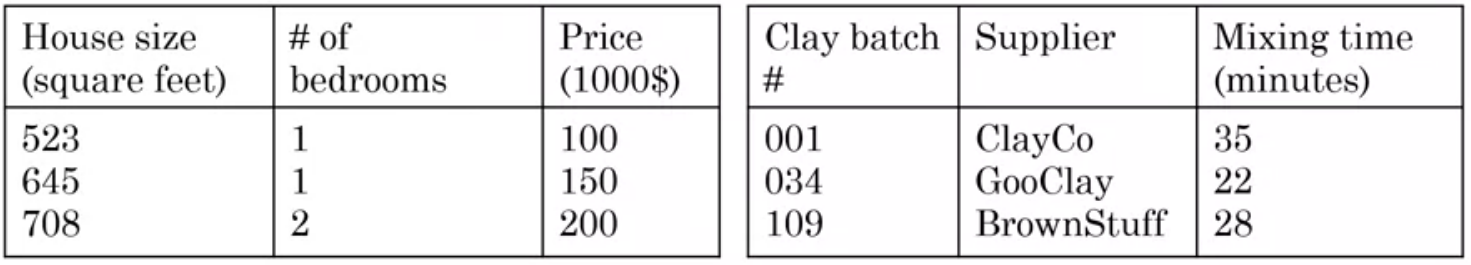 House size # of Price
(square feet) bedrooms (1000$)
523 1 100
645 1 150
708 2 200
Clay batch Supplier Mixing time
# (minutes)
001 ClayCo 35
034 GooClay 22
109 BrownStuff 28